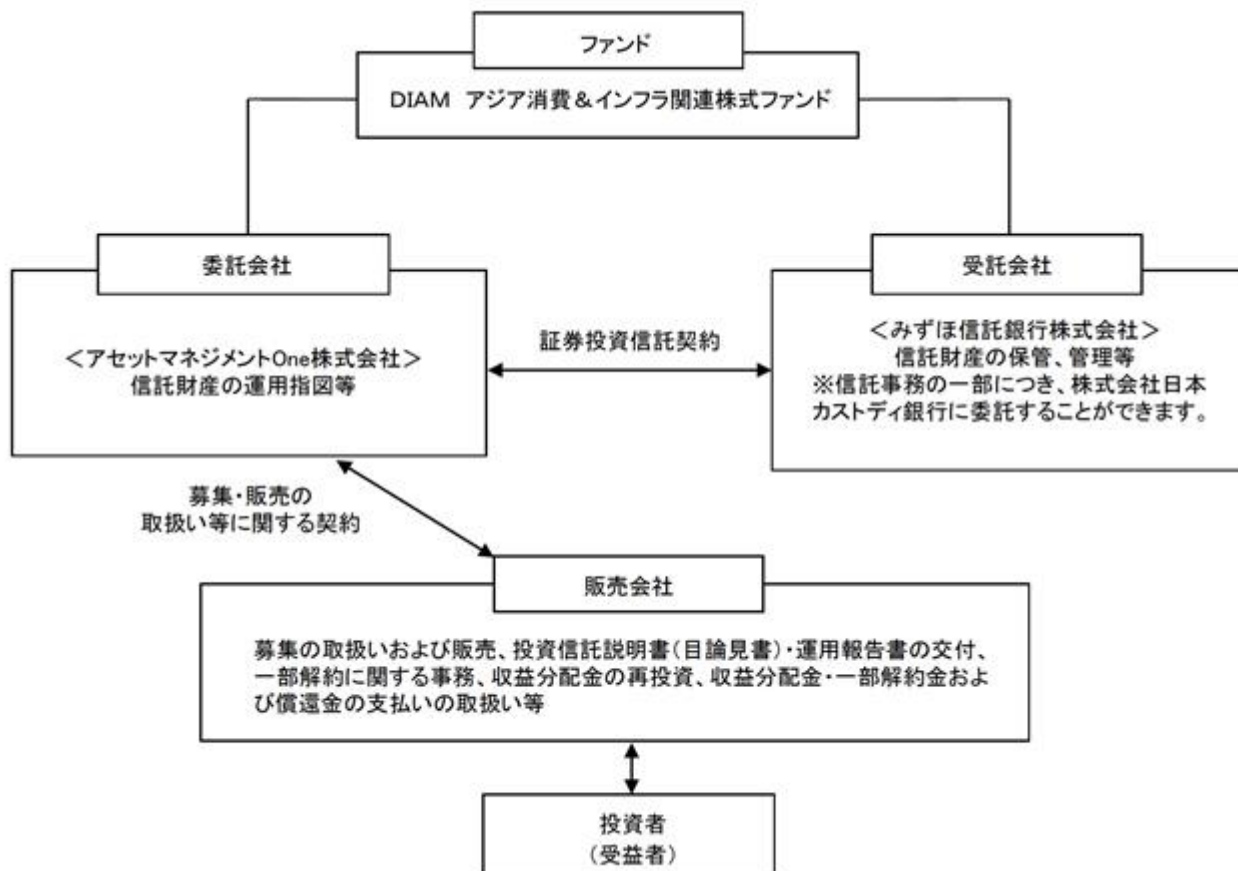 ファンド
DIAM アジア消費＆インフラ関連株式ファンド
委託会社
＜アセットマネジメントOne株式会社＞
信託財産の運用指図等
証券投資信託契約
受託会社
＜みずほ信託銀行株式会社＞
信託財産の保管、管理等
※信託事務の一部につき、株式会社日本
カストディ銀行に委託することができます。
募集・販売の
取扱い等に関する契約
販売会社
募集の取扱いおよび販売、投資信託説明書（目論見書）・運用報告書の交付、
一部解約に関する事務、収益分配金の再投資、収益分配金・一部解約金およ
び償還金の支払いの取扱い等
投資者
（受益者）